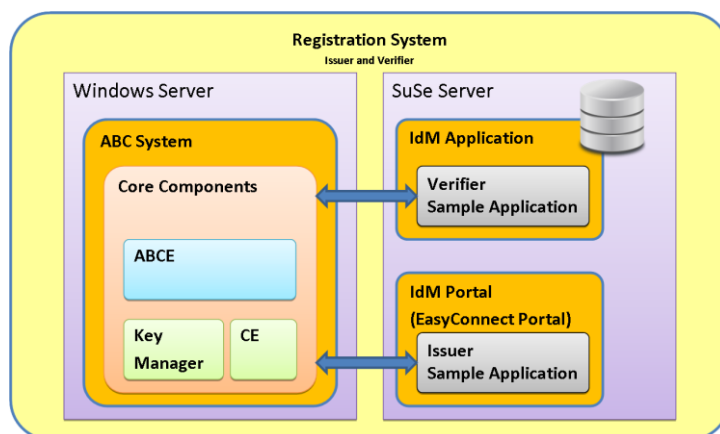 Registration System
Issuer and Verifier
Windows Server
ABC System
Core Components
ABCE
Key
Manager
CE
SuSe Server
IdM Application
Verifier
Sample Application
IdM Portal
(EasyConnect Portal)
Issuer
Sample Application